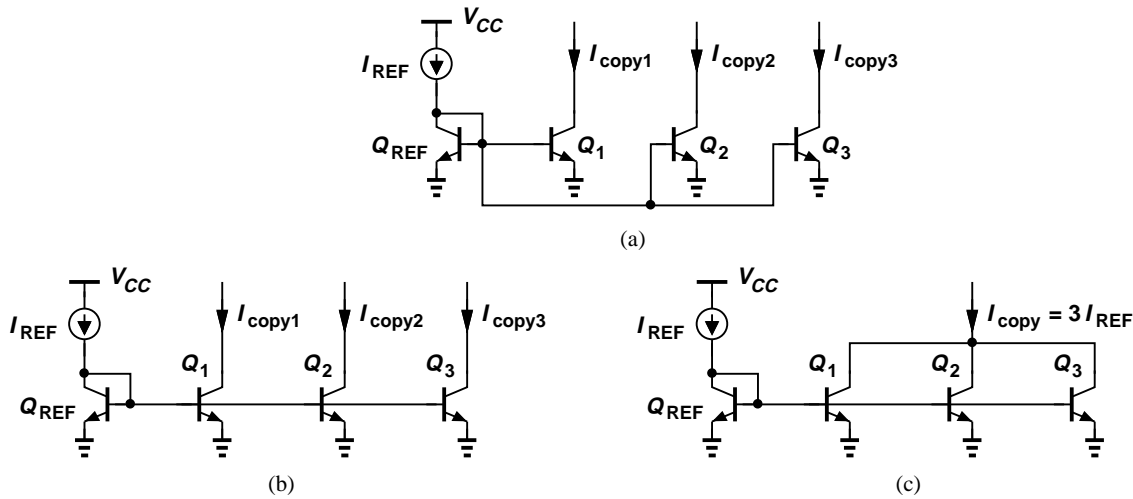 V_CC
I_REF
I_copy1
I_copy2
I_copy3
Q_REF
Q_1
Q_2
Q_3
(a)
V_CC
I_REF
I_copy1
I_copy2
I_copy3
Q_1
Q_2
Q_3
Q_REF
(b)
V_CC
I_REF
I_copy = 3 I_REF
Q_1
Q_2
Q_3
Q_REF
(c)